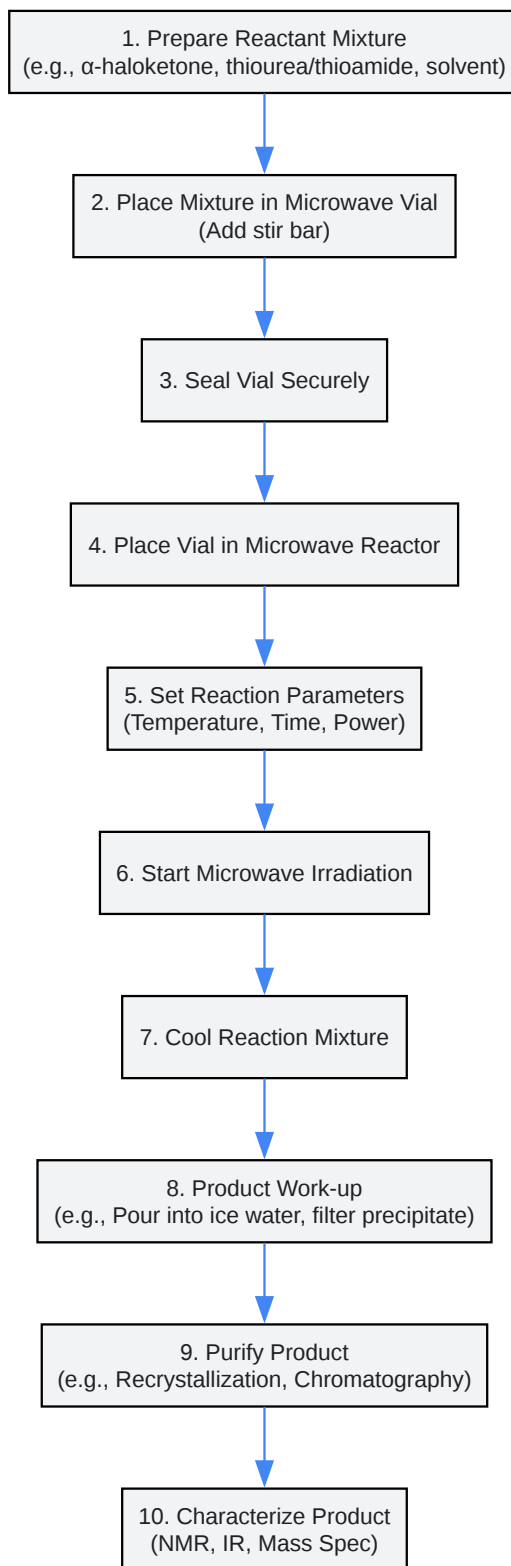 1. Prepare Reactant Mixture
(e.g., α-haloketone, thiourea/thioamide, solvent)
2. Place Mixture in Microwave Vial
(Add stir bar)
3. Seal Vial Securely
4. Place Vial in Microwave Reactor
5. Set Reaction Parameters
(Temperature, Time, Power)
6. Start Microwave Irradiation
7. Cool Reaction Mixture
8. Product Work-up
(e.g., Pour into ice water, filter precipitate)
9. Purify Product
(e.g., Recrystallization, Chromatography)
10. Characterize Product
(NMR, IR, Mass Spec)